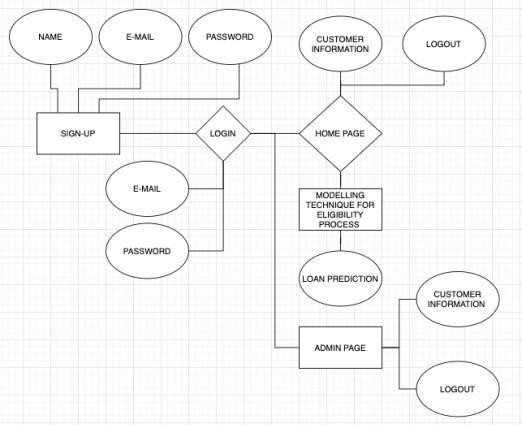 NAME
E-MAIL
PASSWORD
CUSTOMER
INFORMATION
LOGOUT
SIGN-UP
LOGIN
HOME PAGE
E-MAIL
PASSWORD
MODELLING
TECHNIQUE FOR
ELIGIBILITY
PROCESS
LOAN PREDICTION
CUSTOMER
INFORMATION
ADMIN PAGE
LOGOUT